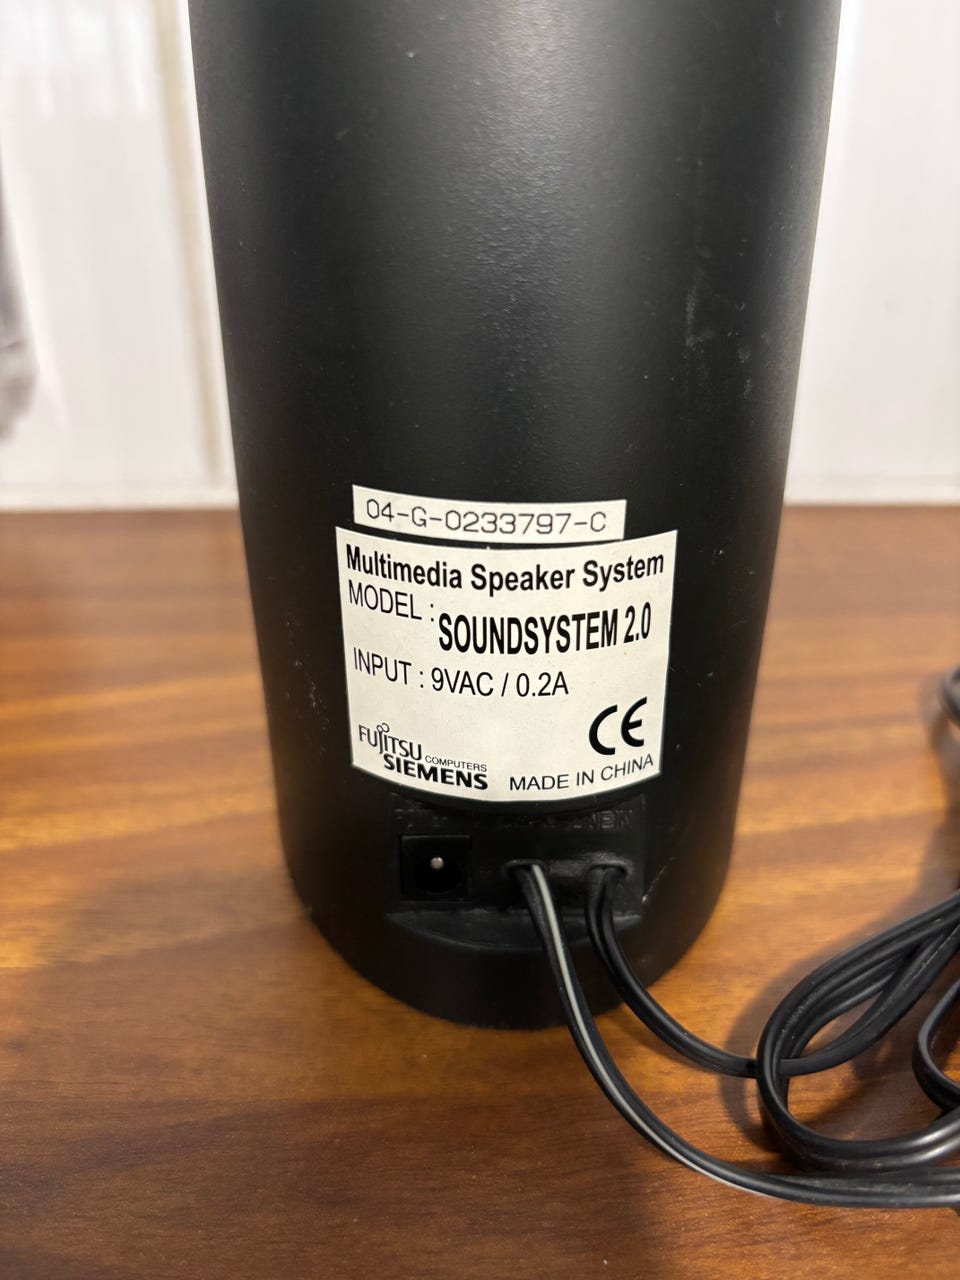 04-G-0233797-C
Multimedia Speaker System
MODEL : SOUNDSYSTEM 2.0
INPUT : 9VAC / 0.2A
CE
FUJITSU COMPUTERS
SIEMENS
MADE IN CHINA